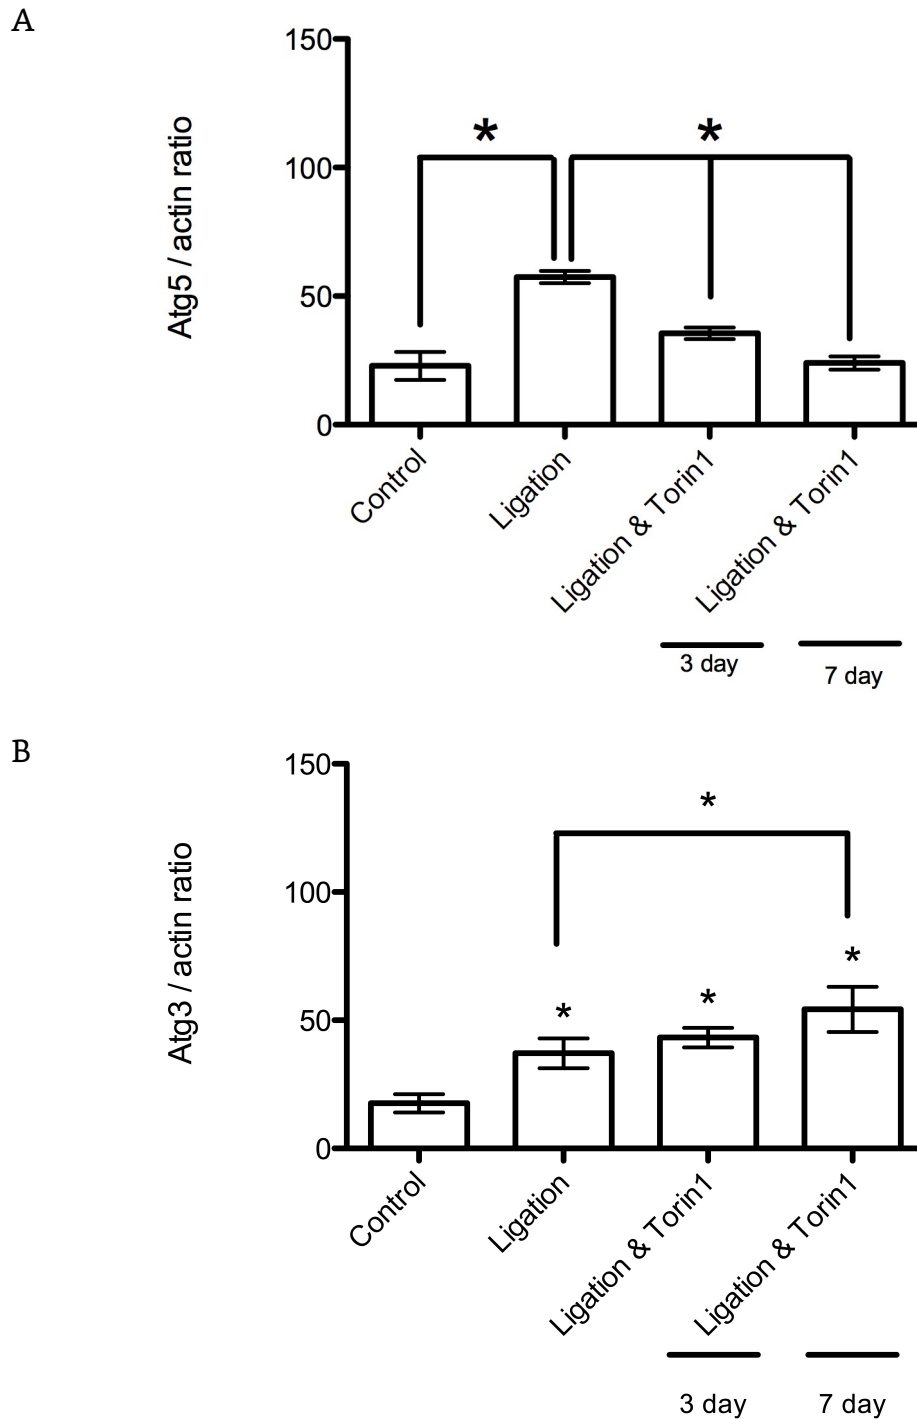 A
150
100
50
0
Atg5 / actin ratio
*
*
Control
Ligation
Ligation & Torin1
Ligation & Torin1
3 day
7 day
B
150
100
50
0
Atg3 / actin ratio
*
*
*
*
Control
Ligation
Ligation & Torin1
Ligation & Torin1
3 day
7 day